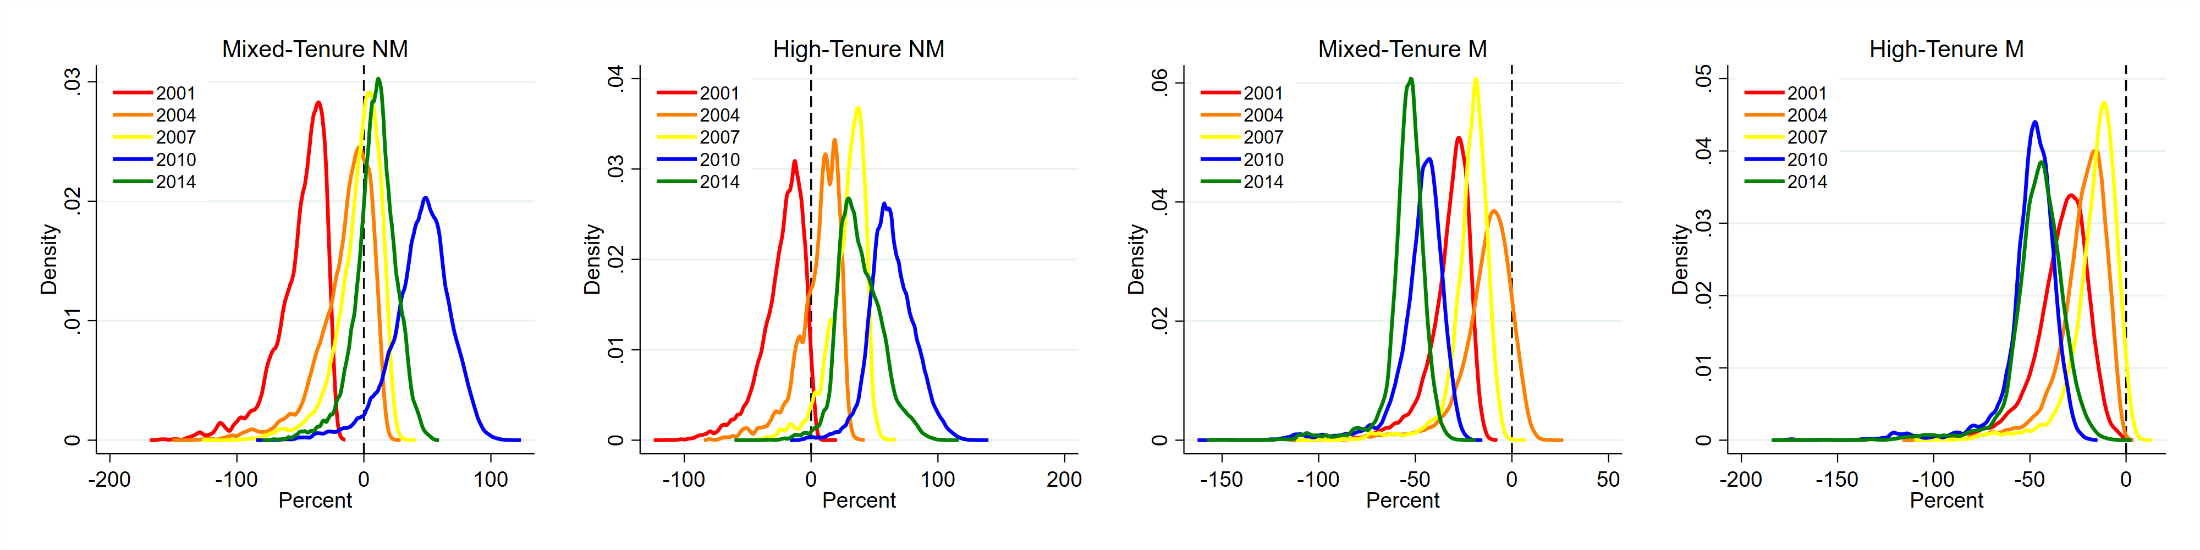 Mixed-Tenure NM
Density
.03
.02
.01
0
2001
2004
2007
2010
2014
-200 -100 0 100
Percent
High-Tenure NM
Density
.04
.03
.02
.01
0
2001
2004
2007
2010
2014
-100 0 100 200
Percent
Mixed-Tenure M
Density
.06
.04
.02
0
2001
2004
2007
2010
2014
-150 -100 -50 0 50
Percent
High-Tenure M
Density
.05
.04
.03
.02
.01
0
2001
2004
2007
2010
2014
-200 -150 -100 -50 0
Percent